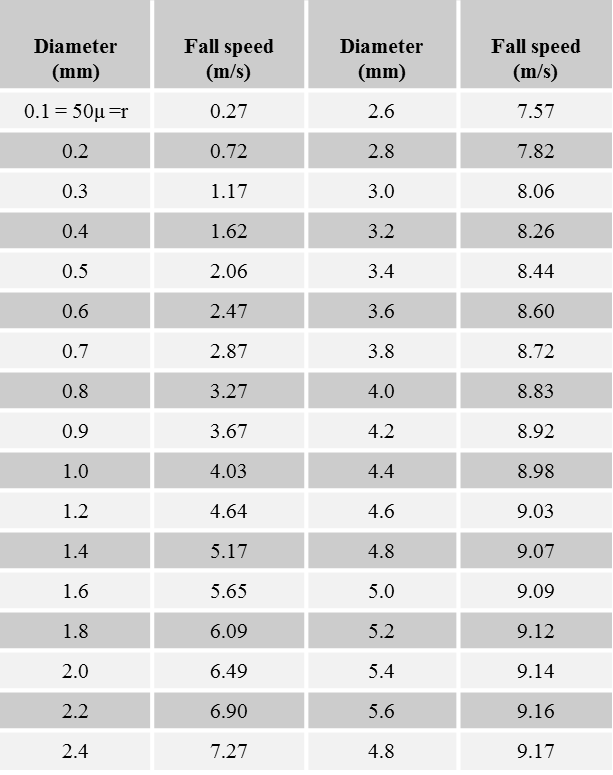 Diameter (mm) Fall speed (m/s) Diameter (mm) Fall speed (m/s)
0.1 = 50μ =r 0.27 2.6 7.57
0.2 0.72 2.8 7.82
0.3 1.17 3.0 8.06
0.4 1.62 3.2 8.26
0.5 2.06 3.4 8.44
0.6 2.47 3.6 8.60
0.7 2.87 3.8 8.72
0.8 3.27 4.0 8.83
0.9 3.67 4.2 8.92
1.0 4.03 4.4 8.98
1.2 4.64 4.6 9.03
1.4 5.17 4.8 9.07
1.6 5.65 5.0 9.09
1.8 6.09 5.2 9.12
2.0 6.49 5.4 9.14
2.2 6.90 5.6 9.16
2.4 7.27 4.8 9.17